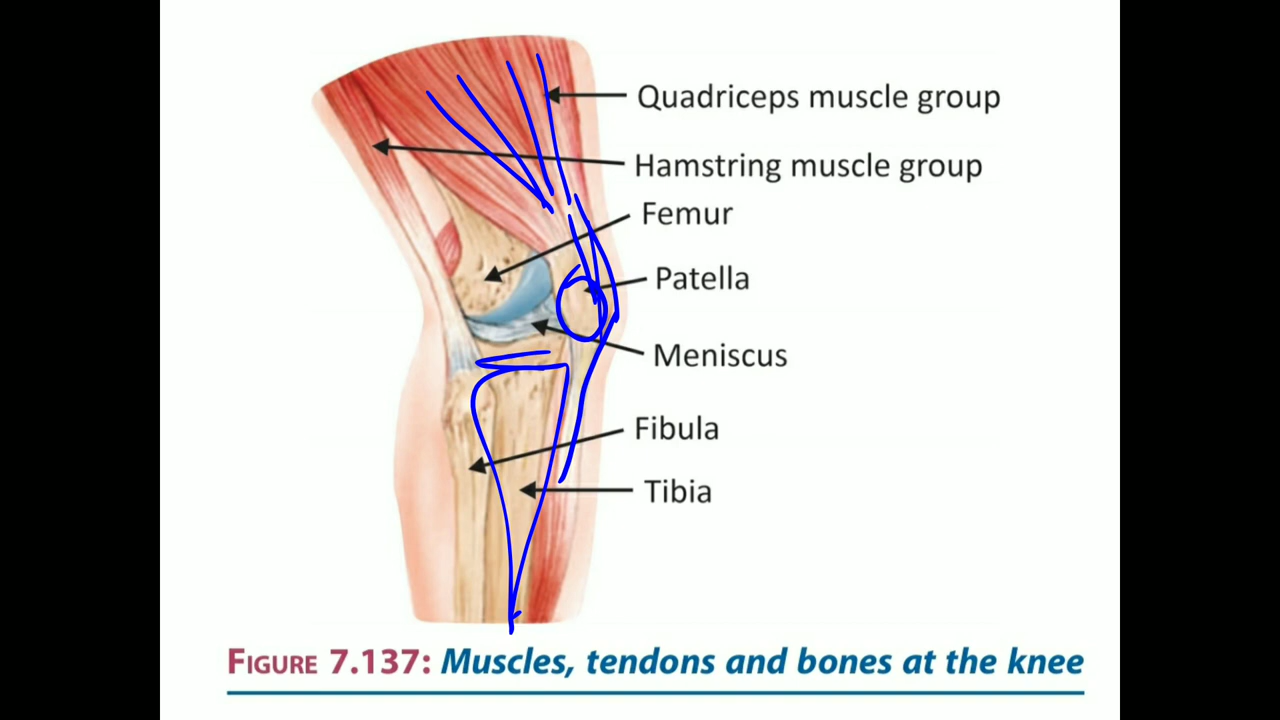 Quadriceps muscle group
Hamstring muscle group
Femur
Patella
Meniscus
Fibula
Tibia
FIGURE 7.137: Muscles, tendons and bones at the knee